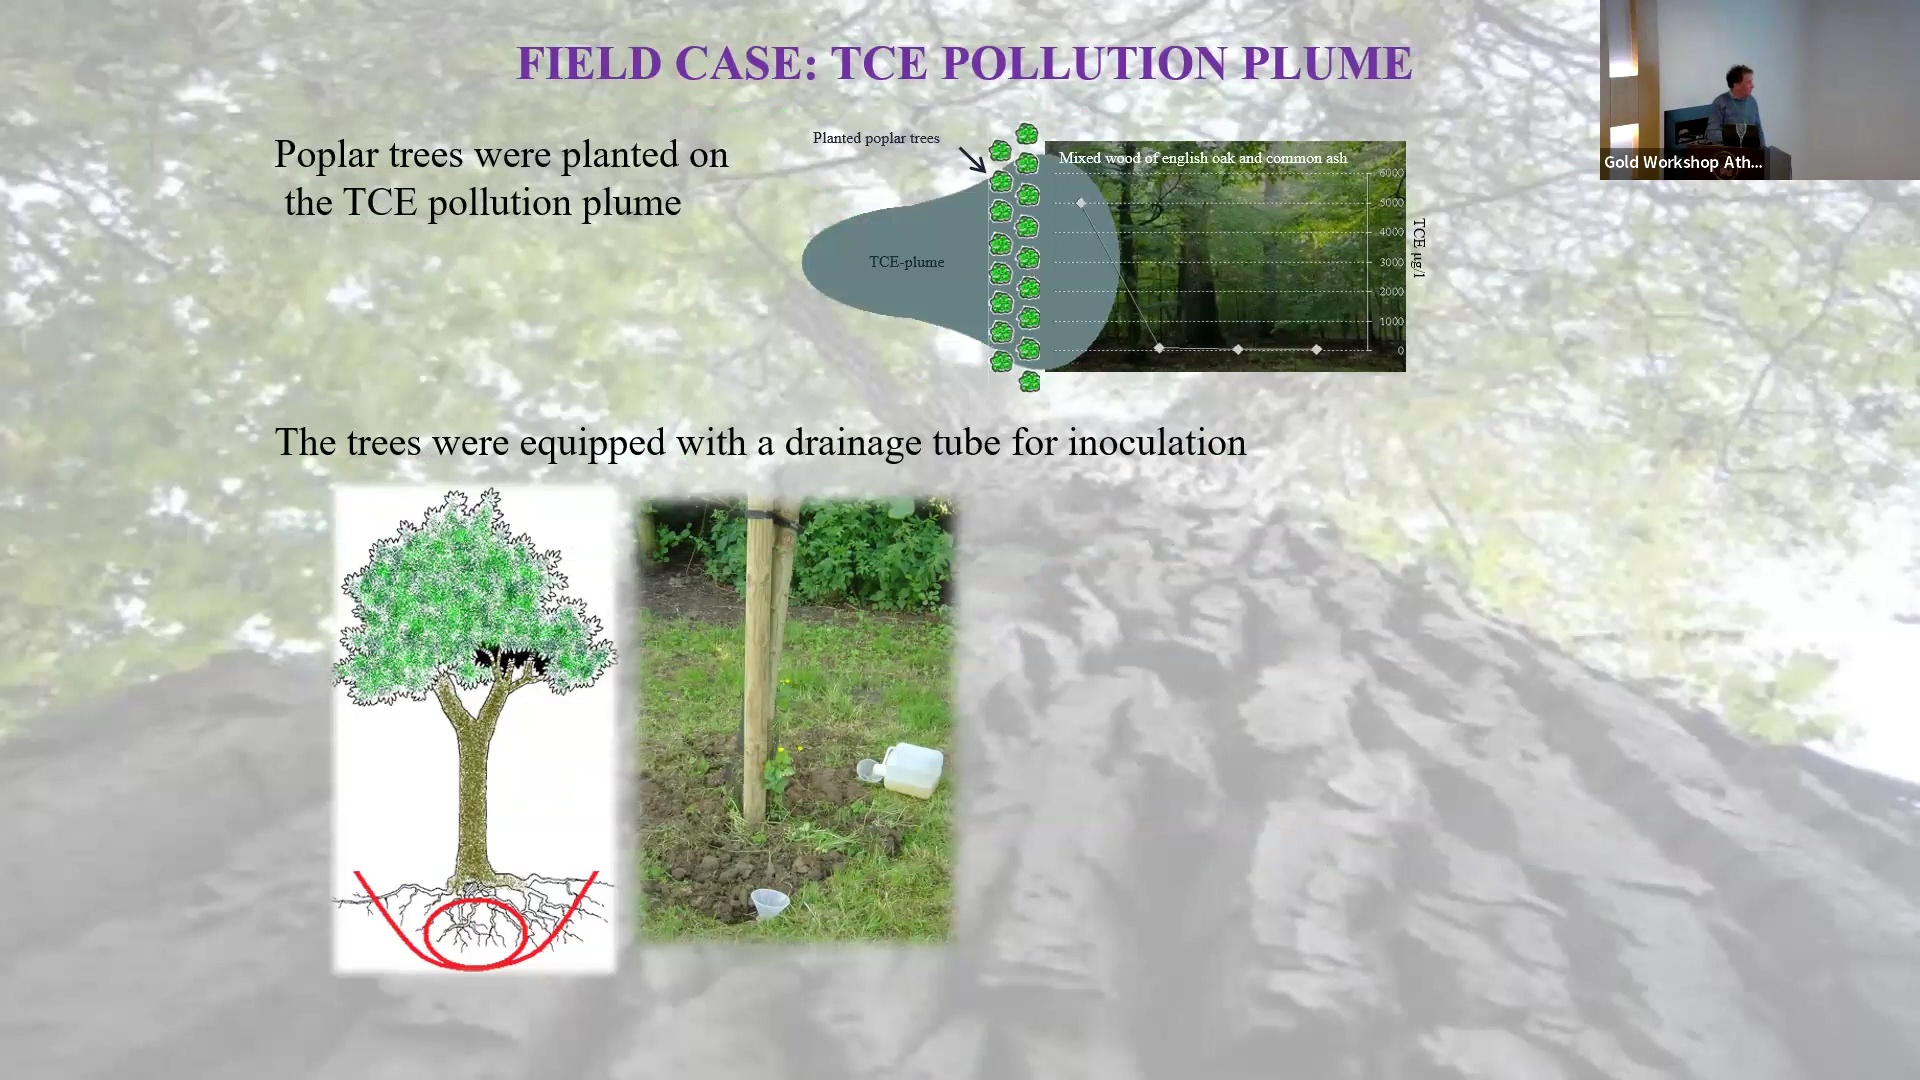 FIELD CASE: TCE POLLUTION PLUME
Gold Workshop Ath...
Poplar trees were planted on
the TCE pollution plume
Planted poplar trees
TCE-plume
Mixed wood of english oak and common ash
6000
5000
4000
3000
2000
1000
0
TCE µg/l
The trees were equipped with a drainage tube for inoculation